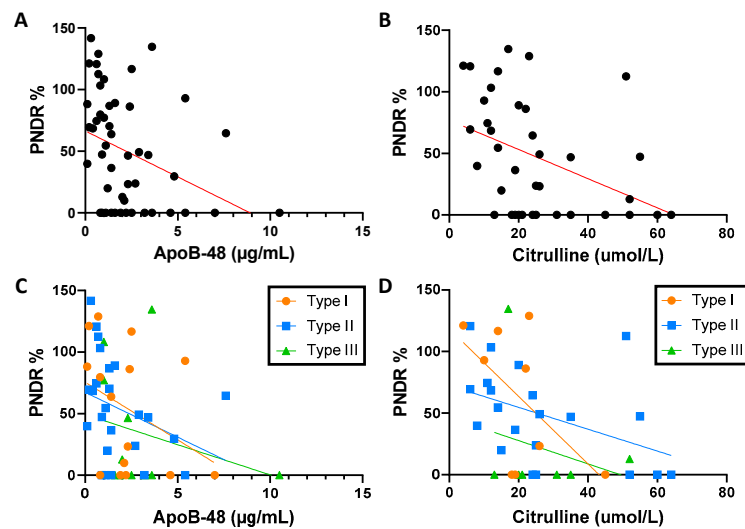 A
PNDR %
150
100
50
0
0 5 10 15
ApoB-48 (µg/mL)
B
PNDR %
150
100
50
0
0 20 40 60 80
Citrulline (umol/L)
C
PNDR %
150
100
50
0
0 5 10 15
ApoB-48 (µg/mL)
Type I
Type II
Type III
D
PNDR %
150
100
50
0
0 20 40 60 80
Citrulline (umol/L)
Type I
Type II
Type III